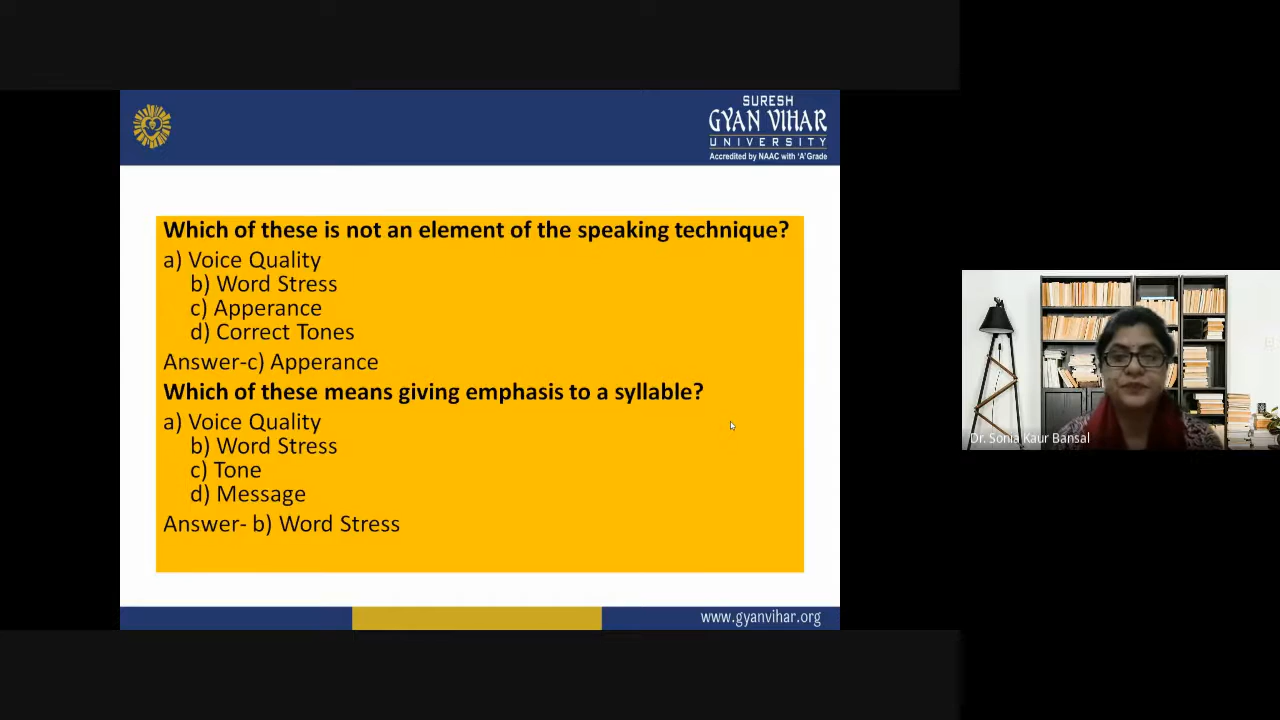 SURESH
GYAN VIHAR
UNIVERSITY
Accredited by NAAC with 'A' Grade
Which of these is not an element of the speaking technique?
a) Voice Quality
b) Word Stress
c) Apperance
d) Correct Tones
Answer-c) Apperance
Which of these means giving emphasis to a syllable?
a) Voice Quality
b) Word Stress
c) Tone
d) Message
Answer- b) Word Stress
www.gyanvihar.org
Dr. Sonia Kaur Bansal